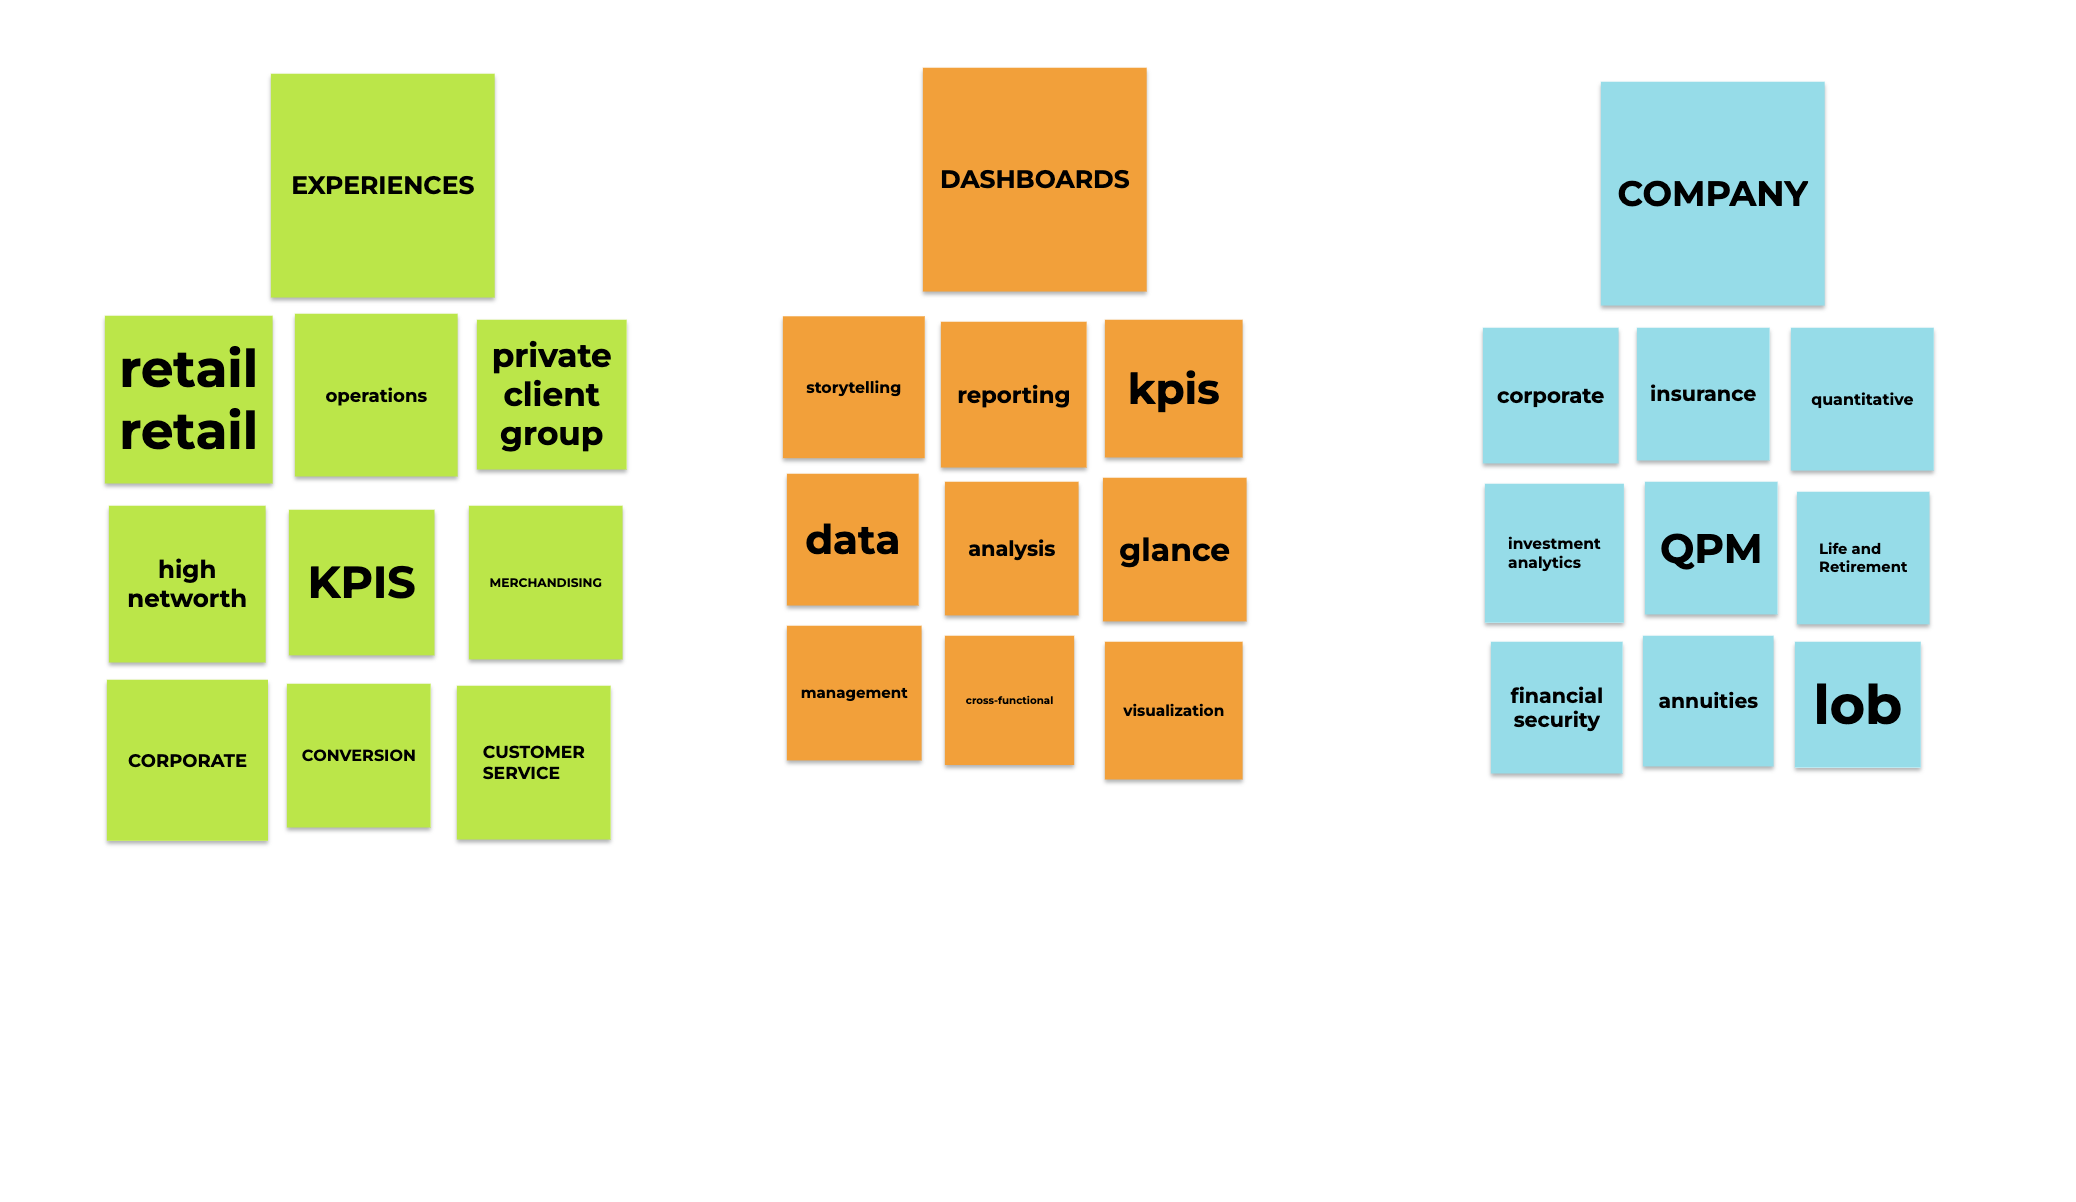 EXPERIENCES
retail
retail
operations
private
client
group
high
networth
KPIS
MERCHANDISING
CORPORATE
CONVERSION
CUSTOMER
SERVICE
DASHBOARDS
storytelling
reporting
kpis
data
analysis
glance
management
cross-functional
visualization
COMPANY
corporate
insurance
quantitative
investment
analytics
QPM
Life and
Retirement
financial
security
annuities
lob